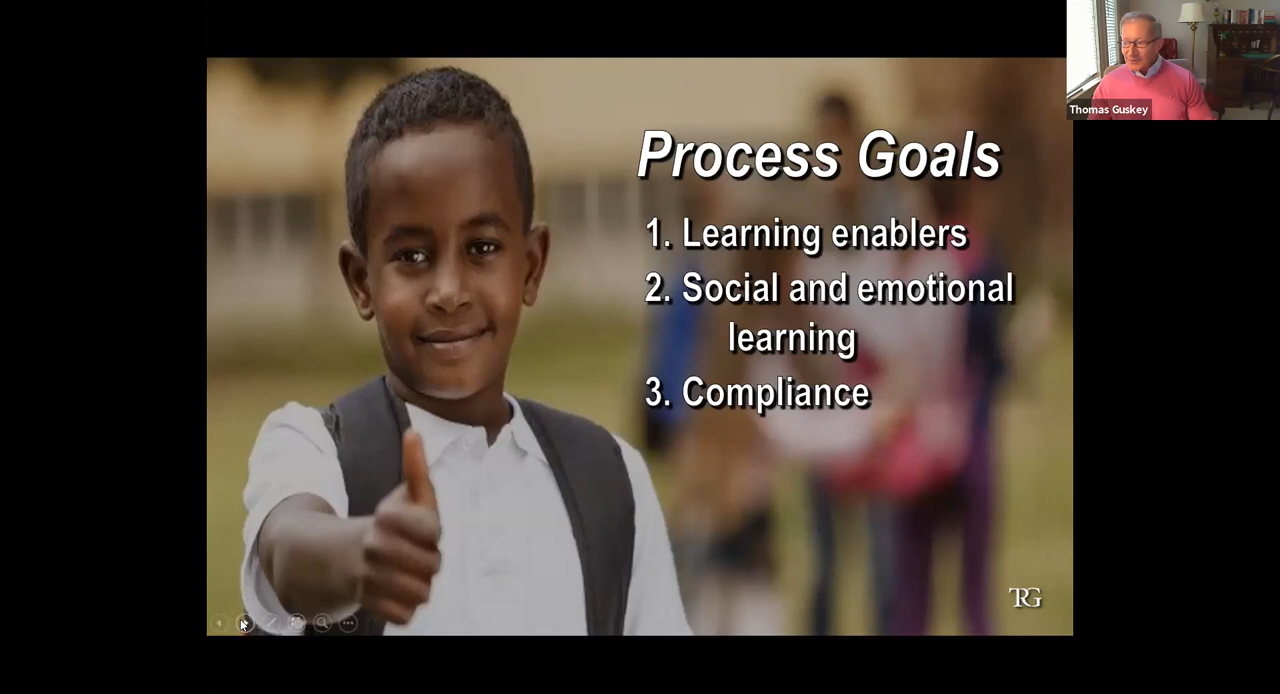 Process Goals
1. Learning enablers
2. Social and emotional
learning
3. Compliance
Thomas Guskey
TRG